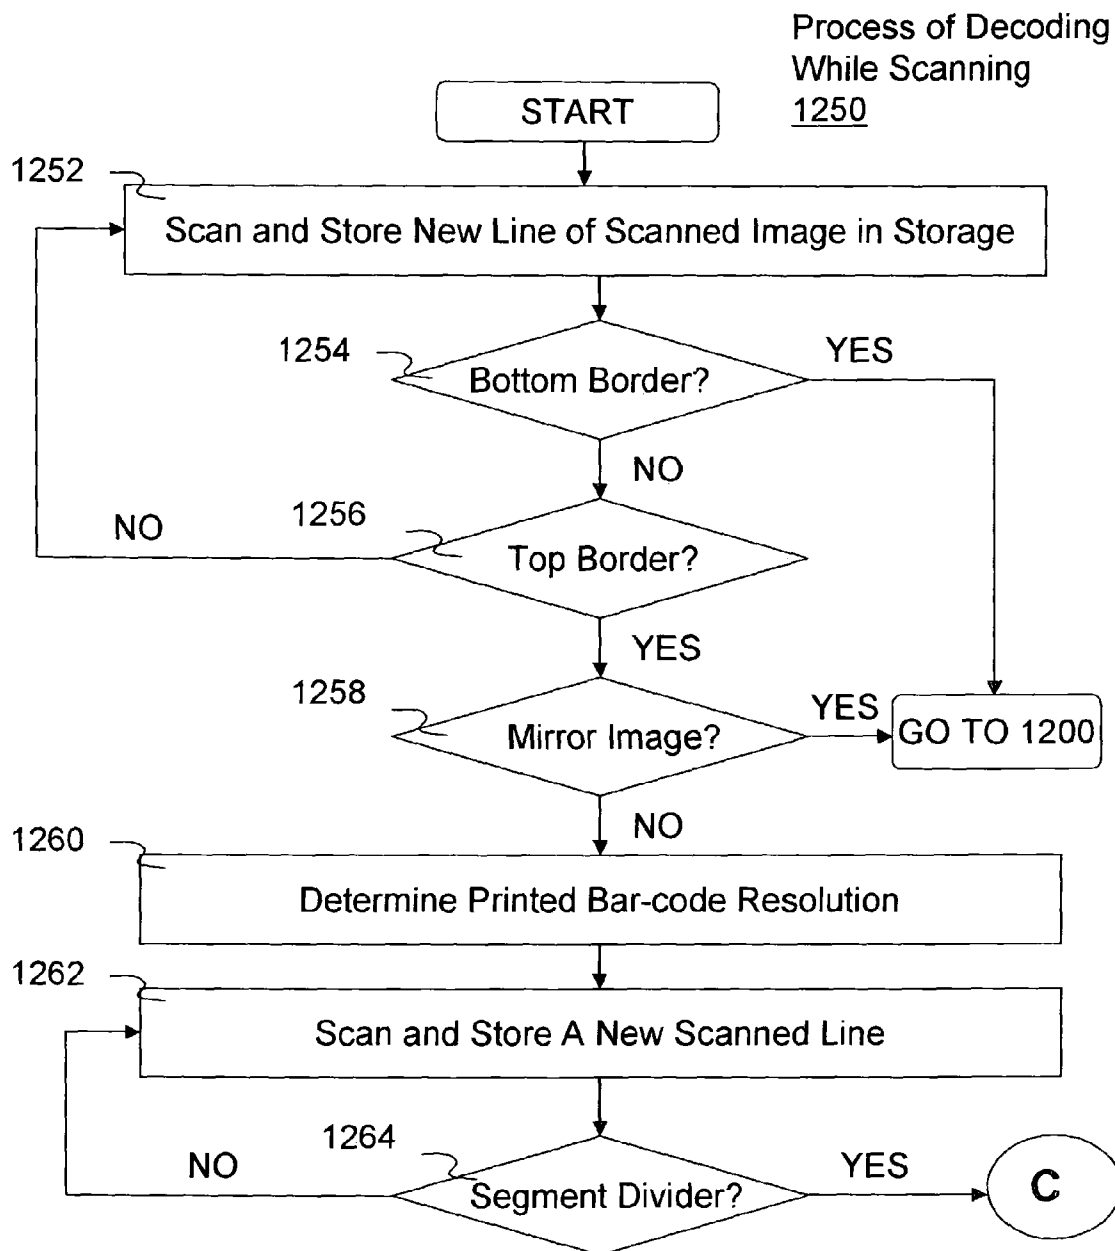 Process of Decoding
While Scanning
1250
START
1252
Scan and Store New Line of Scanned Image in Storage
1254
Bottom Border?
YES
NO
1256
Top Border?
NO
YES
1258
Mirror Image?
YES
GO TO 1200
NO
1260
Determine Printed Bar-code Resolution
1262
Scan and Store A New Scanned Line
1264
Segment Divider?
NO
YES
C